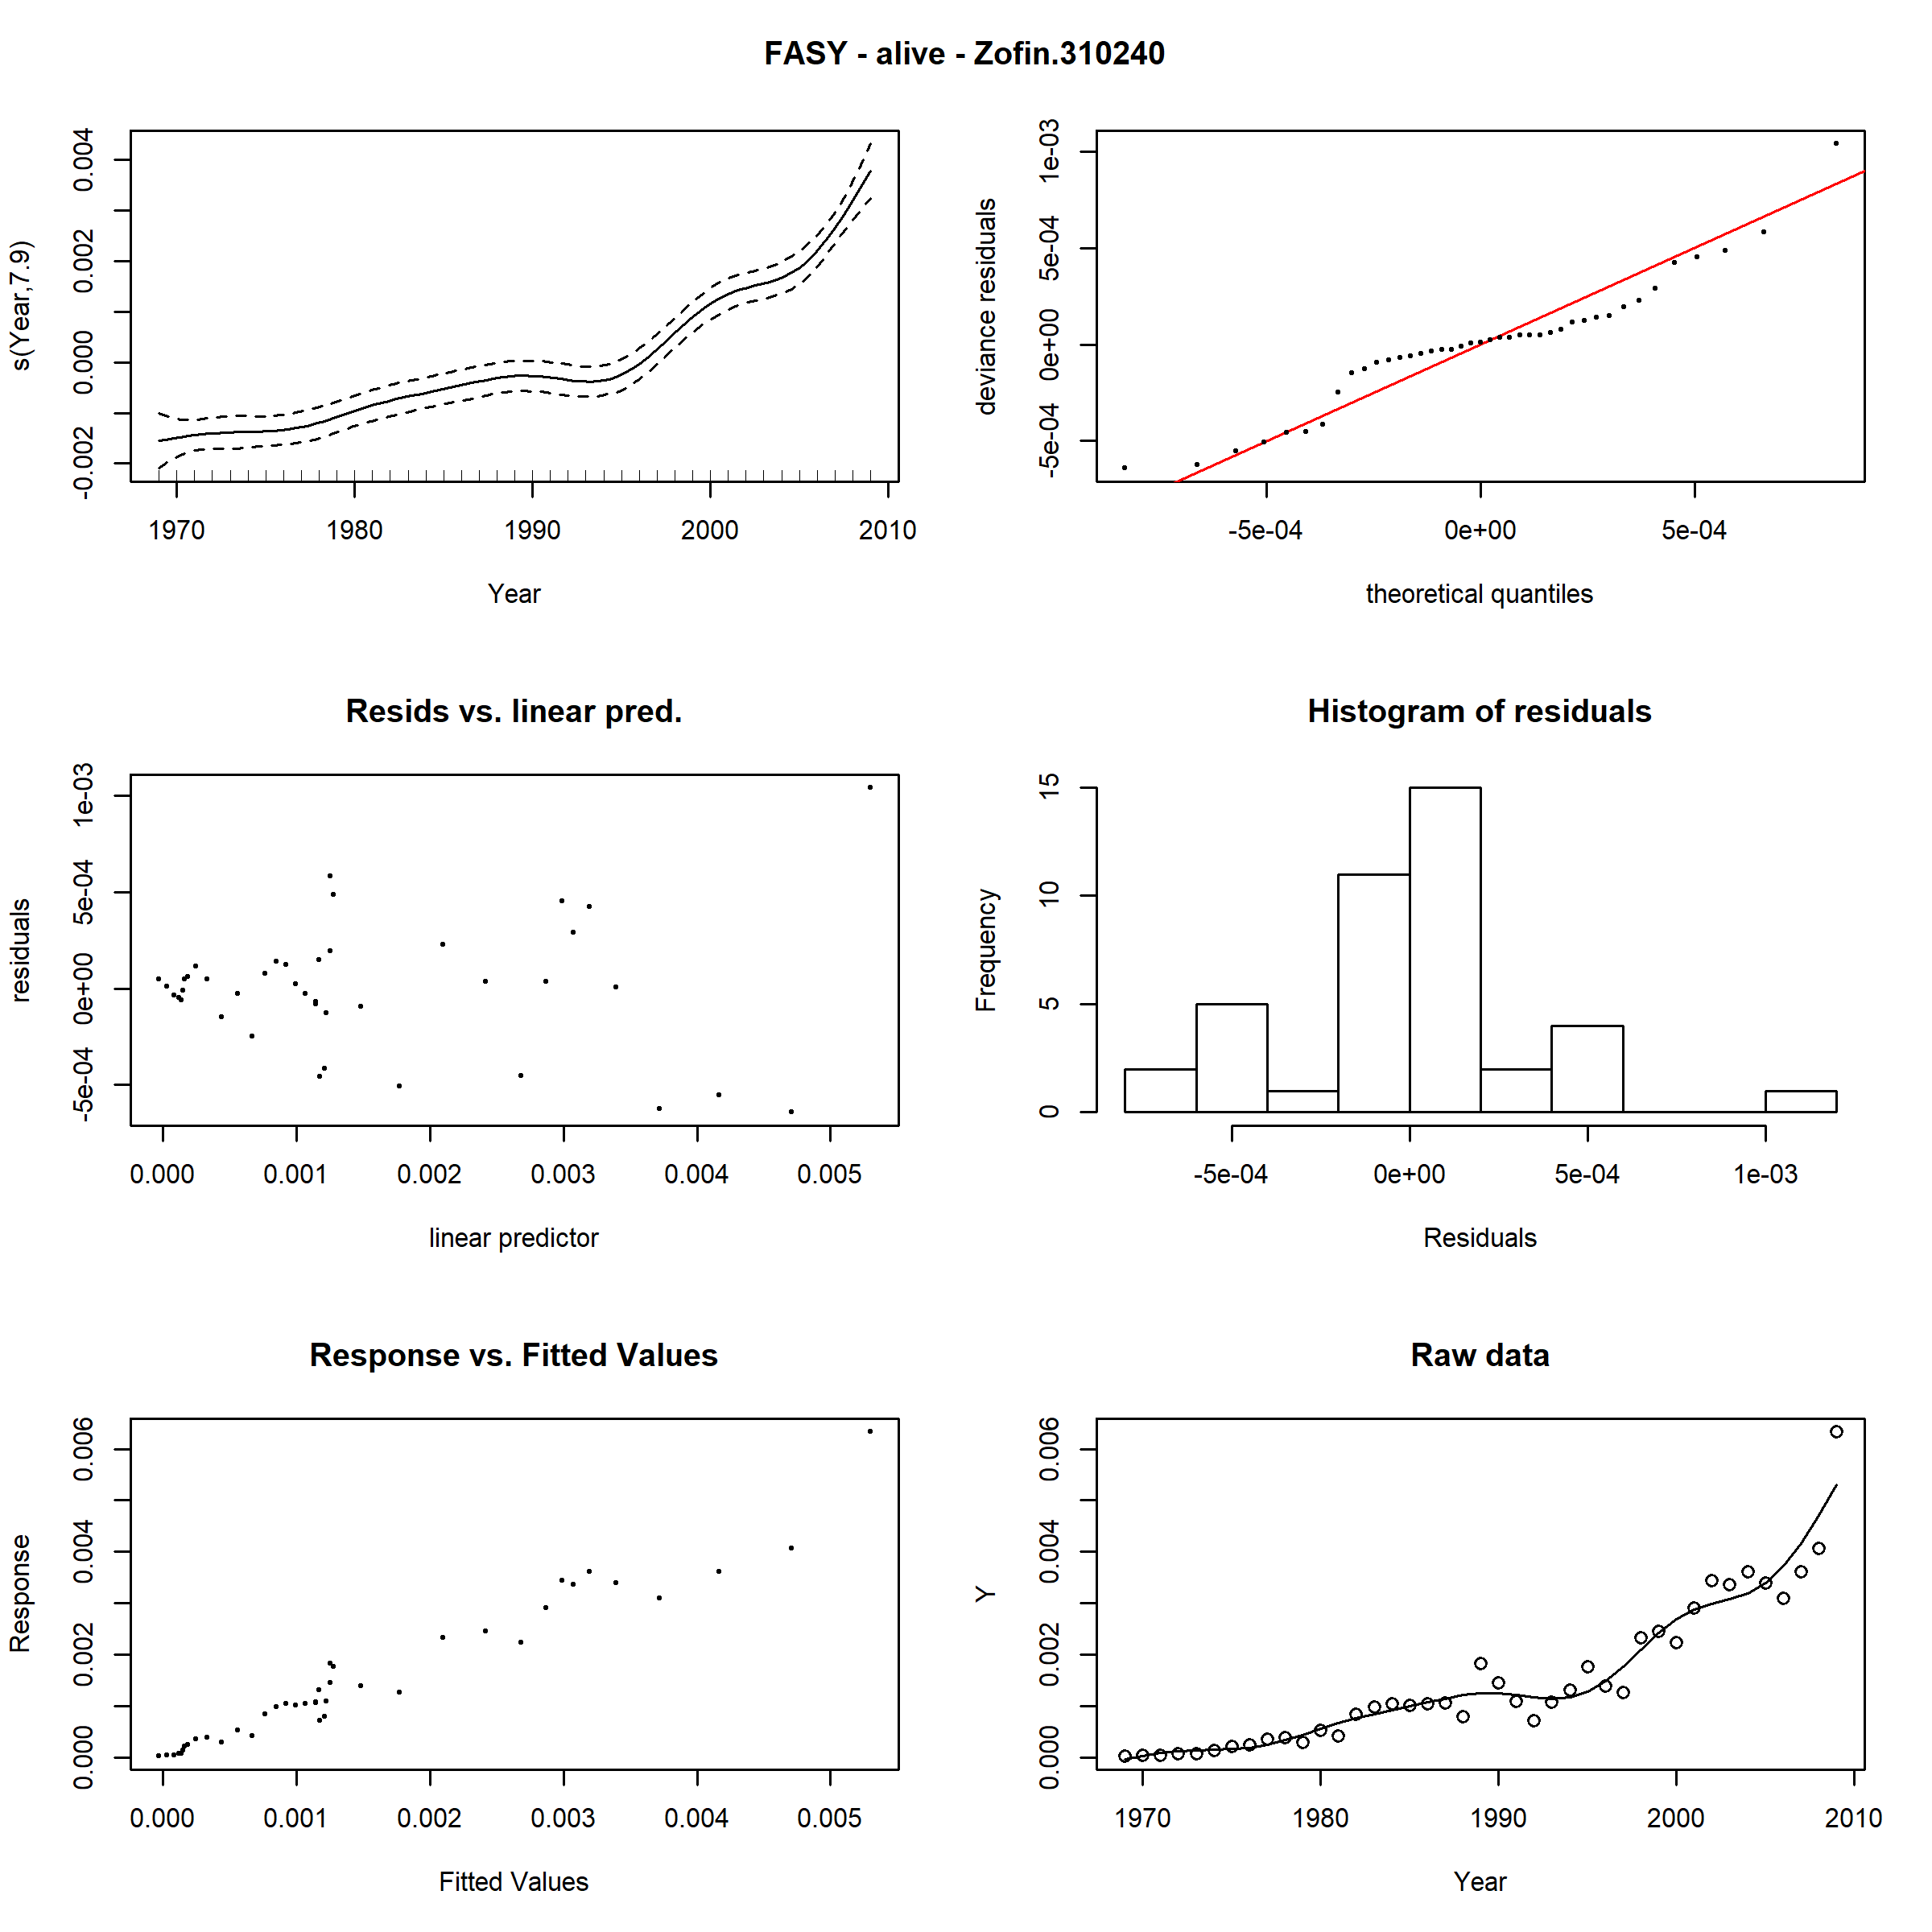 FASY - alive - Zofin.310240
s(Year,7.9)
0.004
0.002
0.000
-0.002
1970 1980 1990 2000 2010
Year
deviance residuals
1e-03
5e-04
0e+00
-5e-04
-5e-04 0e+00 5e-04
theoretical quantiles
Resids vs. linear pred.
residuals
1e-03
5e-04
0e+00
-5e-04
0.000 0.001 0.002 0.003 0.004 0.005
linear predictor
Histogram of residuals
Frequency
15
10
5
0
-5e-04 0e+00 5e-04 1e-03
Residuals
Response vs. Fitted Values
Response
0.006
0.004
0.002
0.000
0.000 0.001 0.002 0.003 0.004 0.005
Fitted Values
Raw data
Y
0.006
0.004
0.002
0.000
1970 1980 1990 2000 2010
Year